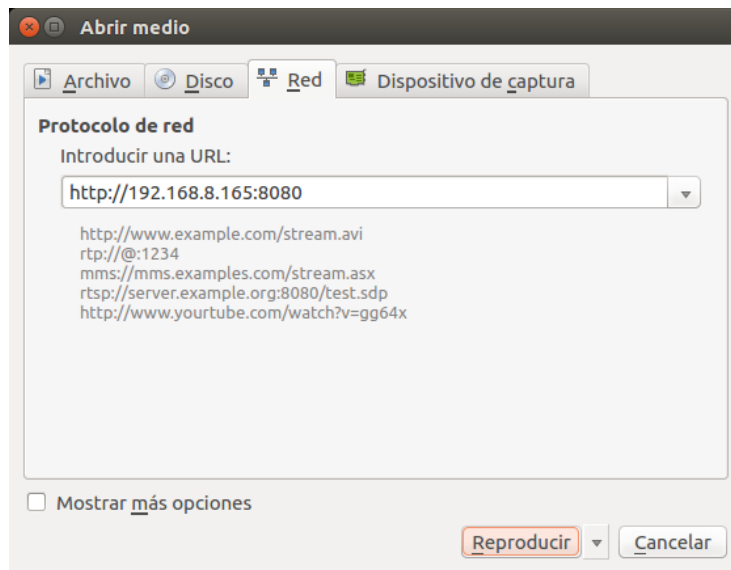 Abrir medio
Archivo Disco Red Dispositivo de captura
Protocolo de red
Introducir una URL:
http://192.168.8.165:8080
http://www.example.com/stream.avi
rtp://@:1234
mms://mms.examples.com/stream.asx
rtsp://server.example.org:8080/test.sdp
http://www.yourtube.com/watch?v=gg64x
Mostrar más opciones
Reproducir Cancelar